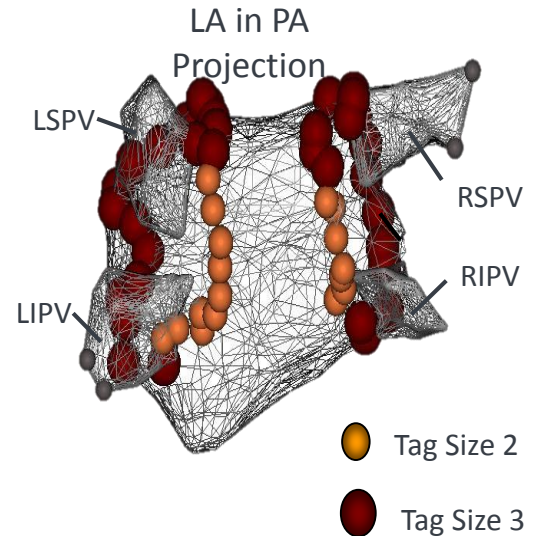 LA in PA
Projection
LSPV
RSPV
RIPV
LIPV
Tag Size 2
Tag Size 3